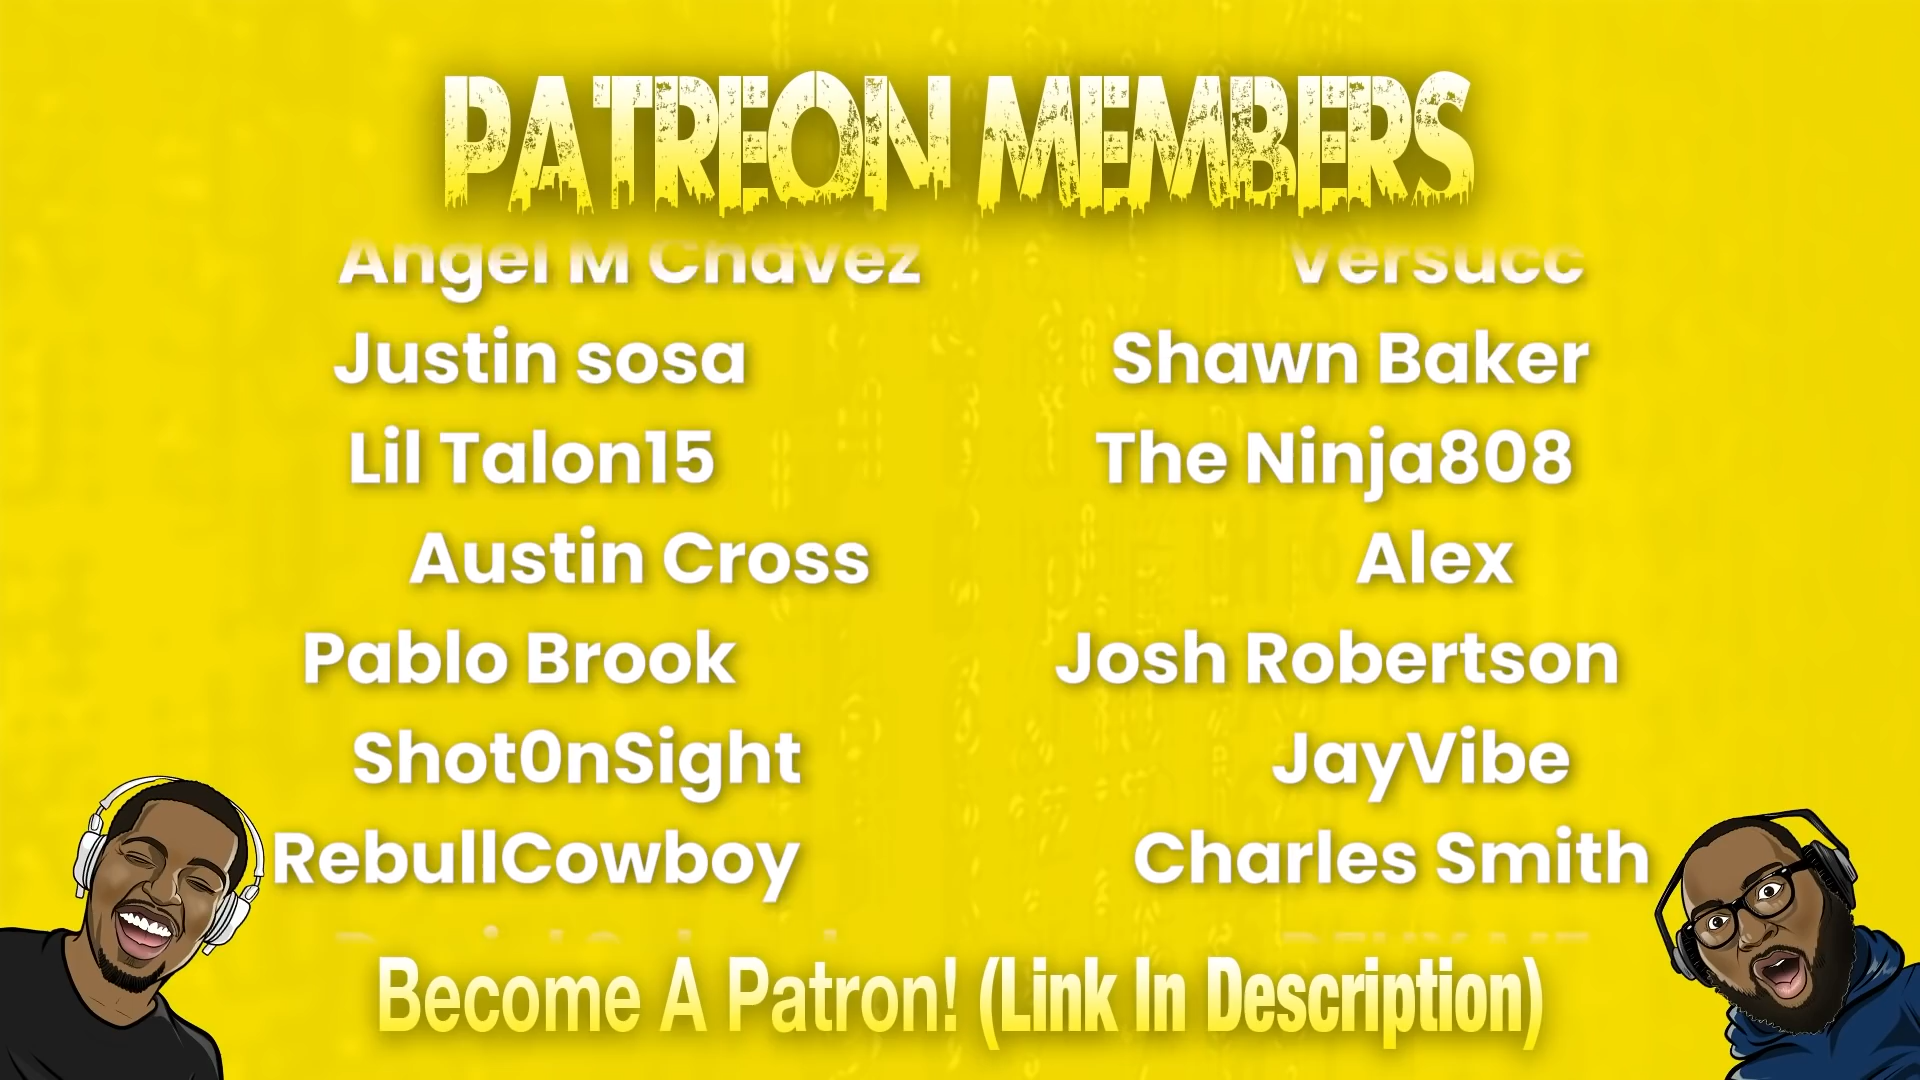 PATREON MEMBERS
Angel M Chavez
Versucc
Justin sosa
Shawn Baker
Lil Talon15
The Ninja808
Austin Cross
Alex
Pablo Brook
Josh Robertson
Shot0nSight
JayVibe
RebullCowboy
Charles Smith
Become A Patron! (Link In Description)